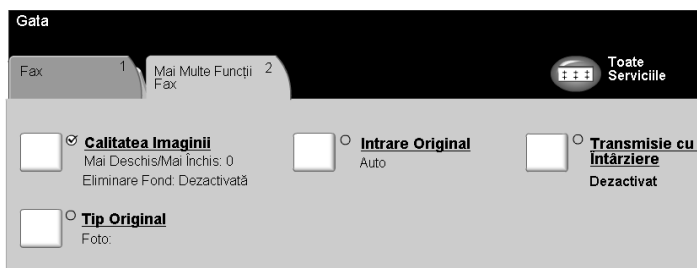 Gata
Fax 1
Mai Multe Funcții 2
Fax
Toate
Serviciile
Calitatea Imaginii
Mai Deschis/Mai Închis: 0
Eliminare Fond: Dezactivată
Intrare Original
Auto
Transmisie cu
Întârziere
Dezactivat
Tip Original
Foto: